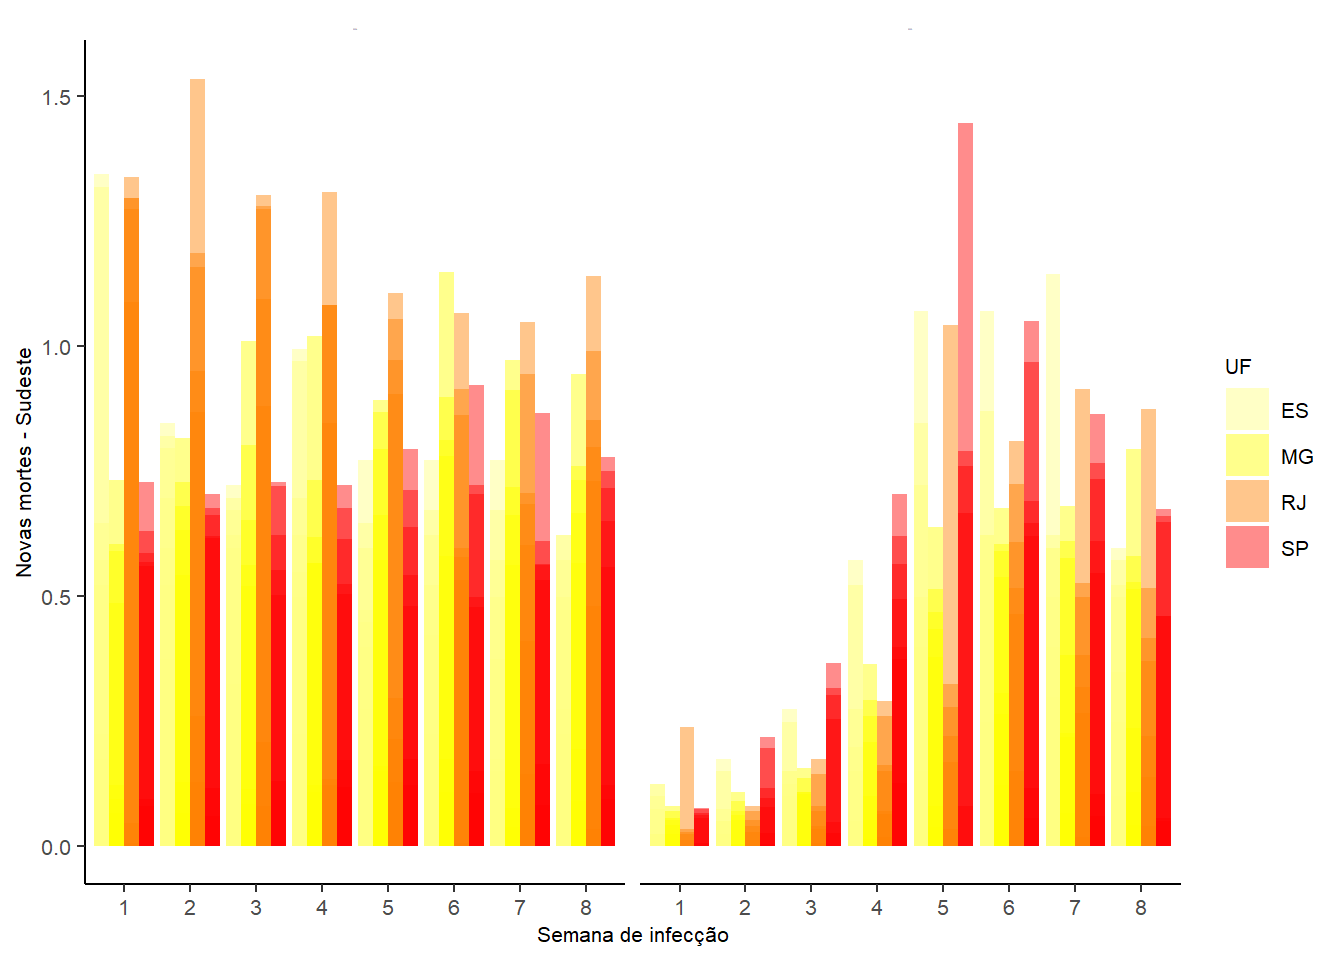 -
-
1.5
1.0
0.5
0.0
Novas mortes - Sudeste
1 2 3 4 5 6 7 8
1 2 3 4 5 6 7 8
Semana de infecção
UF
ES
MG
RJ
SP